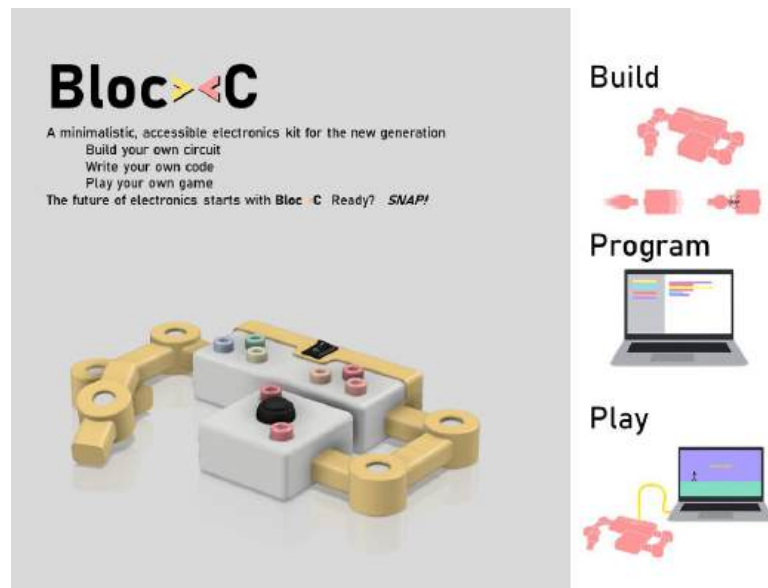 Bloc><C
A minimalistic, accessible electronics kit for the new generation
Build your own circuit
Write your own code
Play your own game
The future of electronics starts with Bloc><C Ready? SNAP!
Build
Program
Play